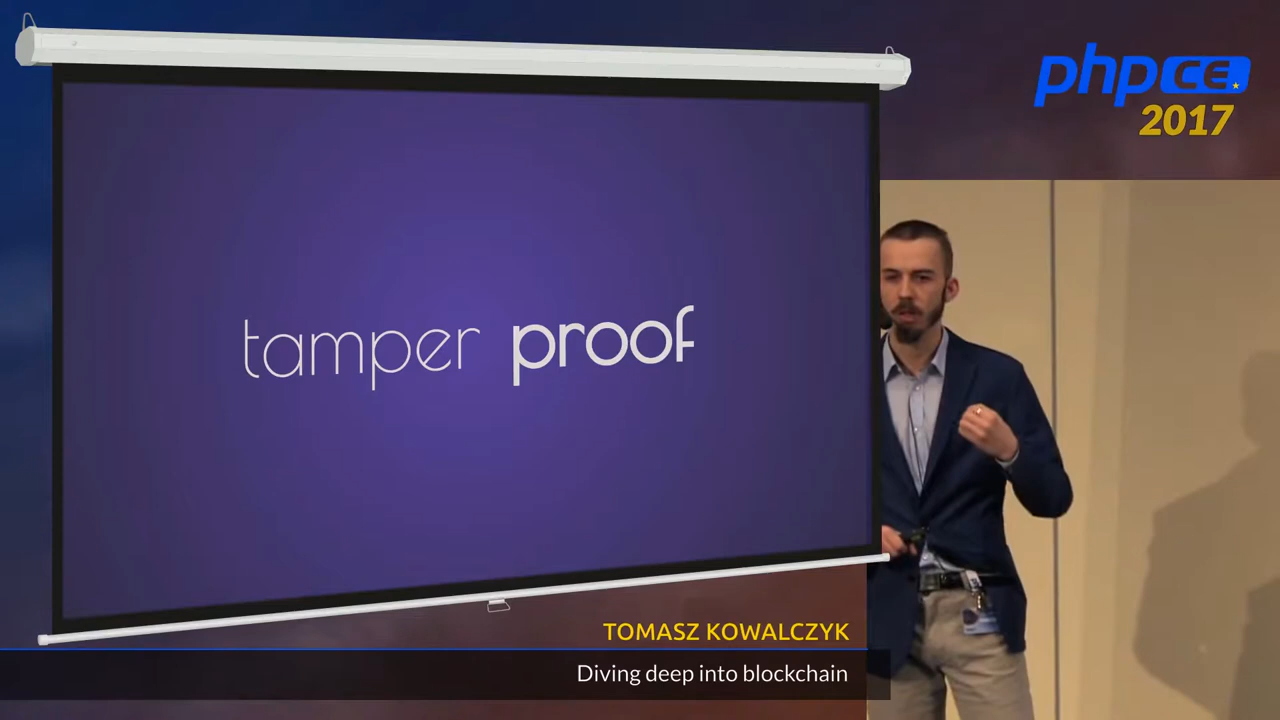 phpCE
2017
tamper proof
TOMASZ KOWALCZYK
Diving deep into blockchain